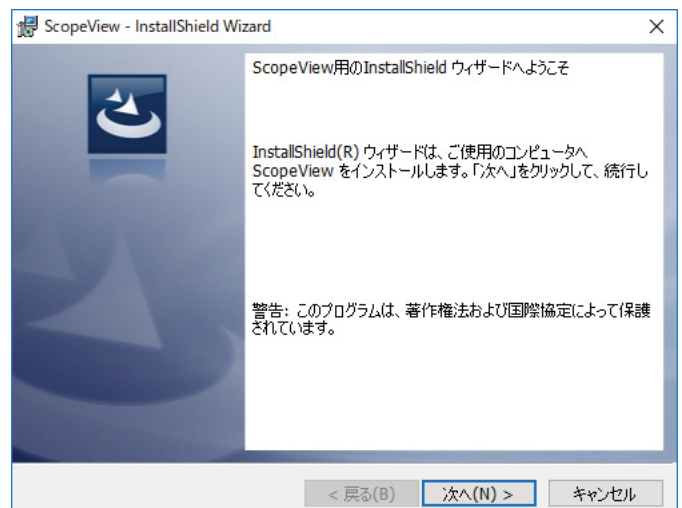 ScopeView - InstallShield Wizard
ScopeView用のInstallShield ウィザードへようこそ
InstallShield(R) ウィザードは、ご使用のコンピュータへ
ScopeView をインストールします。「次へ」をクリックして、続行し
てください。
警告: このプログラムは、著作権法および国際協定によって保護
されています。
< 戻る(B)
次へ(N) >
キャンセル